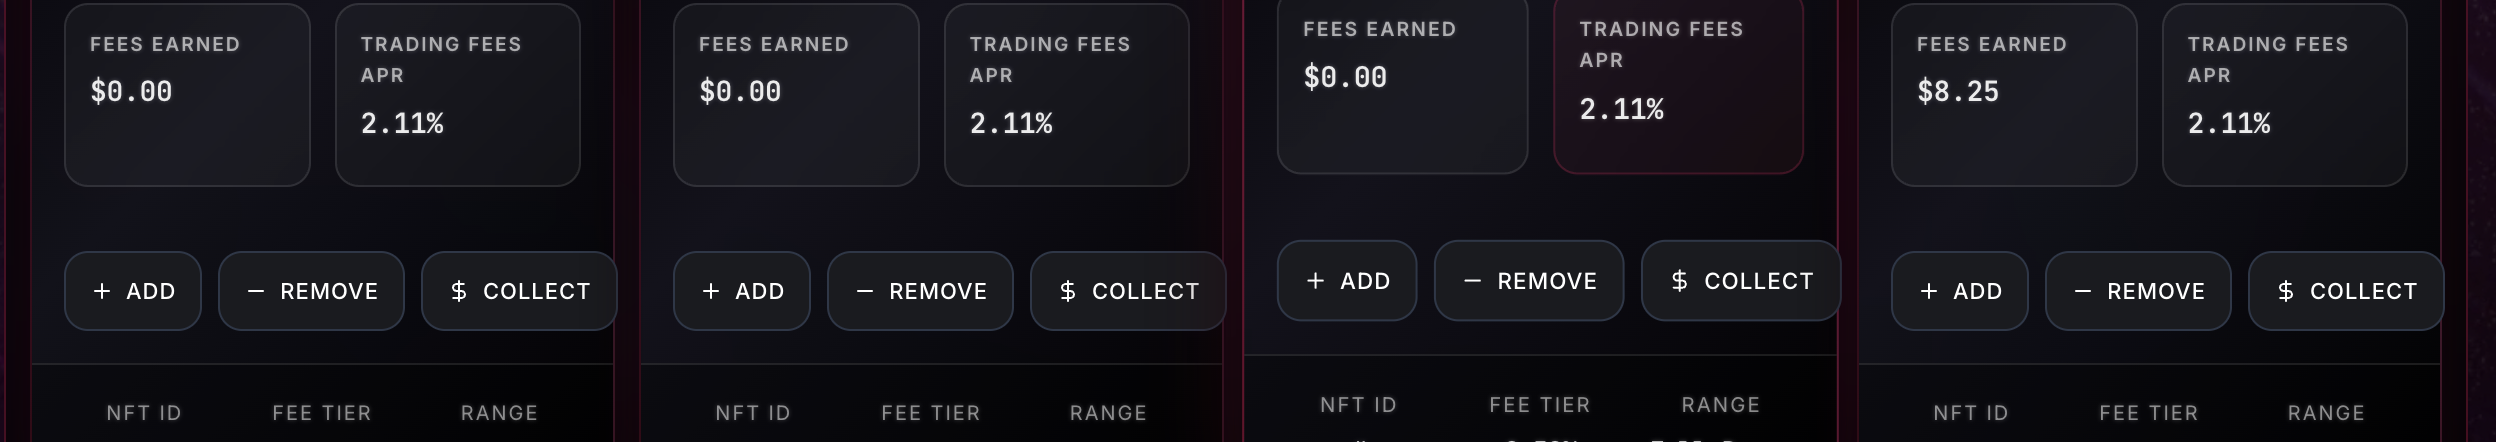 FEES EARNED
$0.00
TRADING FEES
APR
2.11%
+ ADD
− REMOVE
$ COLLECT
NFT ID
FEE TIER
RANGE
FEES EARNED
$0.00
TRADING FEES
APR
2.11%
+ ADD
− REMOVE
$ COLLECT
NFT ID
FEE TIER
RANGE
FEES EARNED
$0.00
TRADING FEES
APR
2.11%
+ ADD
− REMOVE
$ COLLECT
NFT ID
FEE TIER
RANGE
FEES EARNED
$8.25
TRADING FEES
APR
2.11%
+ ADD
− REMOVE
$ COLLECT
NFT ID
FEE TIER
RANGE